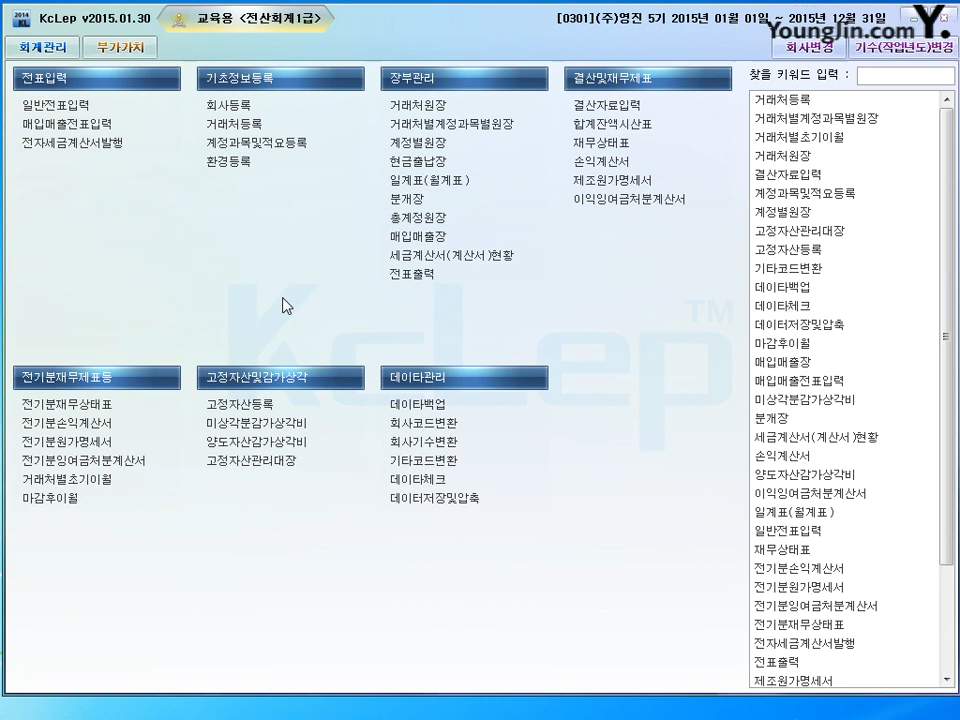 2014 KL KcLep v2015.01.30 교육용 <전산회계1급> [0301](주)영진 5기 2015년 01월 01일 ~ 2015년 12월 31일
YoungJin.com Y.
회계관리 부가가치 회사변경 기수(작업년도)변경
전표입력 기초정보등록 장부관리 결산및재무제표 찾을 키워드 입력 :
일반전표입력
매입매출전표입력
전자세금계산서발행
회사등록
거래처등록
계정과목및적요등록
환경등록
거래처원장
거래처별계정과목별원장
계정별원장
현금출납장
일계표(월계표)
분개장
총계정원장
매입매출장
세금계산서(계산서)현황
전표출력
결산자료입력
합계잔액시산표
재무상태표
손익계산서
제조원가명세서
이익잉여금처분계산서
KcLep™
전기분재무제표등 고정자산및감가상각 데이타관리
전기분재무상태표
전기분손익계산서
전기분원가명세서
전기분잉여금처분계산서
거래처별초기이월
마감후이월
고정자산등록
미상각분감가상각비
양도자산감가상각비
고정자산관리대장
데이타백업
회사코드변환
회사기수변환
기타코드변환
데이타체크
데이터저장및압축
거래처등록
거래처별계정과목별원장
거래처별초기이월
거래처원장
결산자료입력
계정과목및적요등록
계정별원장
고정자산관리대장
고정자산등록
기타코드변환
데이타백업
데이타체크
데이터저장및압축
마감후이월
매입매출장
매입매출전표입력
미상각분감가상각비
분개장
세금계산서(계산서)현황
손익계산서
양도자산감가상각비
이익잉여금처분계산서
일계표(월계표)
일반전표입력
재무상태표
전기분손익계산서
전기분원가명세서
전기분잉여금처분계산서
전기분재무상태표
전자세금계산서발행
전표출력
제조원가명세서